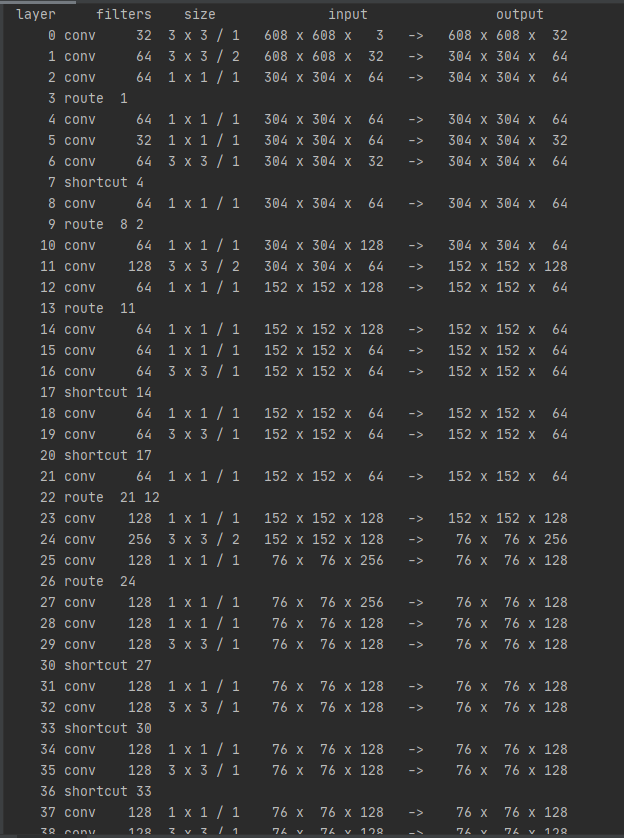 layer filters size input output
0 conv 32 3 x 3 / 1 608 x 608 x 3 -> 608 x 608 x 32
1 conv 64 3 x 3 / 2 608 x 608 x 32 -> 304 x 304 x 64
2 conv 64 1 x 1 / 1 304 x 304 x 64 -> 304 x 304 x 64
3 route 1
4 conv 64 1 x 1 / 1 304 x 304 x 64 -> 304 x 304 x 64
5 conv 32 1 x 1 / 1 304 x 304 x 64 -> 304 x 304 x 32
6 conv 64 3 x 3 / 1 304 x 304 x 32 -> 304 x 304 x 64
7 shortcut 4
8 conv 64 1 x 1 / 1 304 x 304 x 64 -> 304 x 304 x 64
9 route 8 2
10 conv 64 1 x 1 / 1 304 x 304 x 128 -> 304 x 304 x 64
11 conv 128 3 x 3 / 2 304 x 304 x 64 -> 152 x 152 x 128
12 conv 64 1 x 1 / 1 152 x 152 x 128 -> 152 x 152 x 64
13 route 11
14 conv 64 1 x 1 / 1 152 x 152 x 128 -> 152 x 152 x 64
15 conv 64 1 x 1 / 1 152 x 152 x 64 -> 152 x 152 x 64
16 conv 64 3 x 3 / 1 152 x 152 x 64 -> 152 x 152 x 64
17 shortcut 14
18 conv 64 1 x 1 / 1 152 x 152 x 64 -> 152 x 152 x 64
19 conv 64 3 x 3 / 1 152 x 152 x 64 -> 152 x 152 x 64
20 shortcut 17
21 conv 64 1 x 1 / 1 152 x 152 x 64 -> 152 x 152 x 64
22 route 21 12
23 conv 128 1 x 1 / 1 152 x 152 x 128 -> 152 x 152 x 128
24 conv 256 3 x 3 / 2 152 x 152 x 128 -> 76 x 76 x 256
25 conv 128 1 x 1 / 1 76 x 76 x 256 -> 76 x 76 x 128
26 route 24
27 conv 128 1 x 1 / 1 76 x 76 x 256 -> 76 x 76 x 128
28 conv 128 1 x 1 / 1 76 x 76 x 128 -> 76 x 76 x 128
29 conv 128 3 x 3 / 1 76 x 76 x 128 -> 76 x 76 x 128
30 shortcut 27
31 conv 128 1 x 1 / 1 76 x 76 x 128 -> 76 x 76 x 128
32 conv 128 3 x 3 / 1 76 x 76 x 128 -> 76 x 76 x 128
33 shortcut 30
34 conv 128 1 x 1 / 1 76 x 76 x 128 -> 76 x 76 x 128
35 conv 128 3 x 3 / 1 76 x 76 x 128 -> 76 x 76 x 128
36 shortcut 33
37 conv 128 1 x 1 / 1 76 x 76 x 128 -> 76 x 76 x 128
38 conv 128 3 x 3 / 1 76 x 76 x 128 -> 76 x 76 x 128